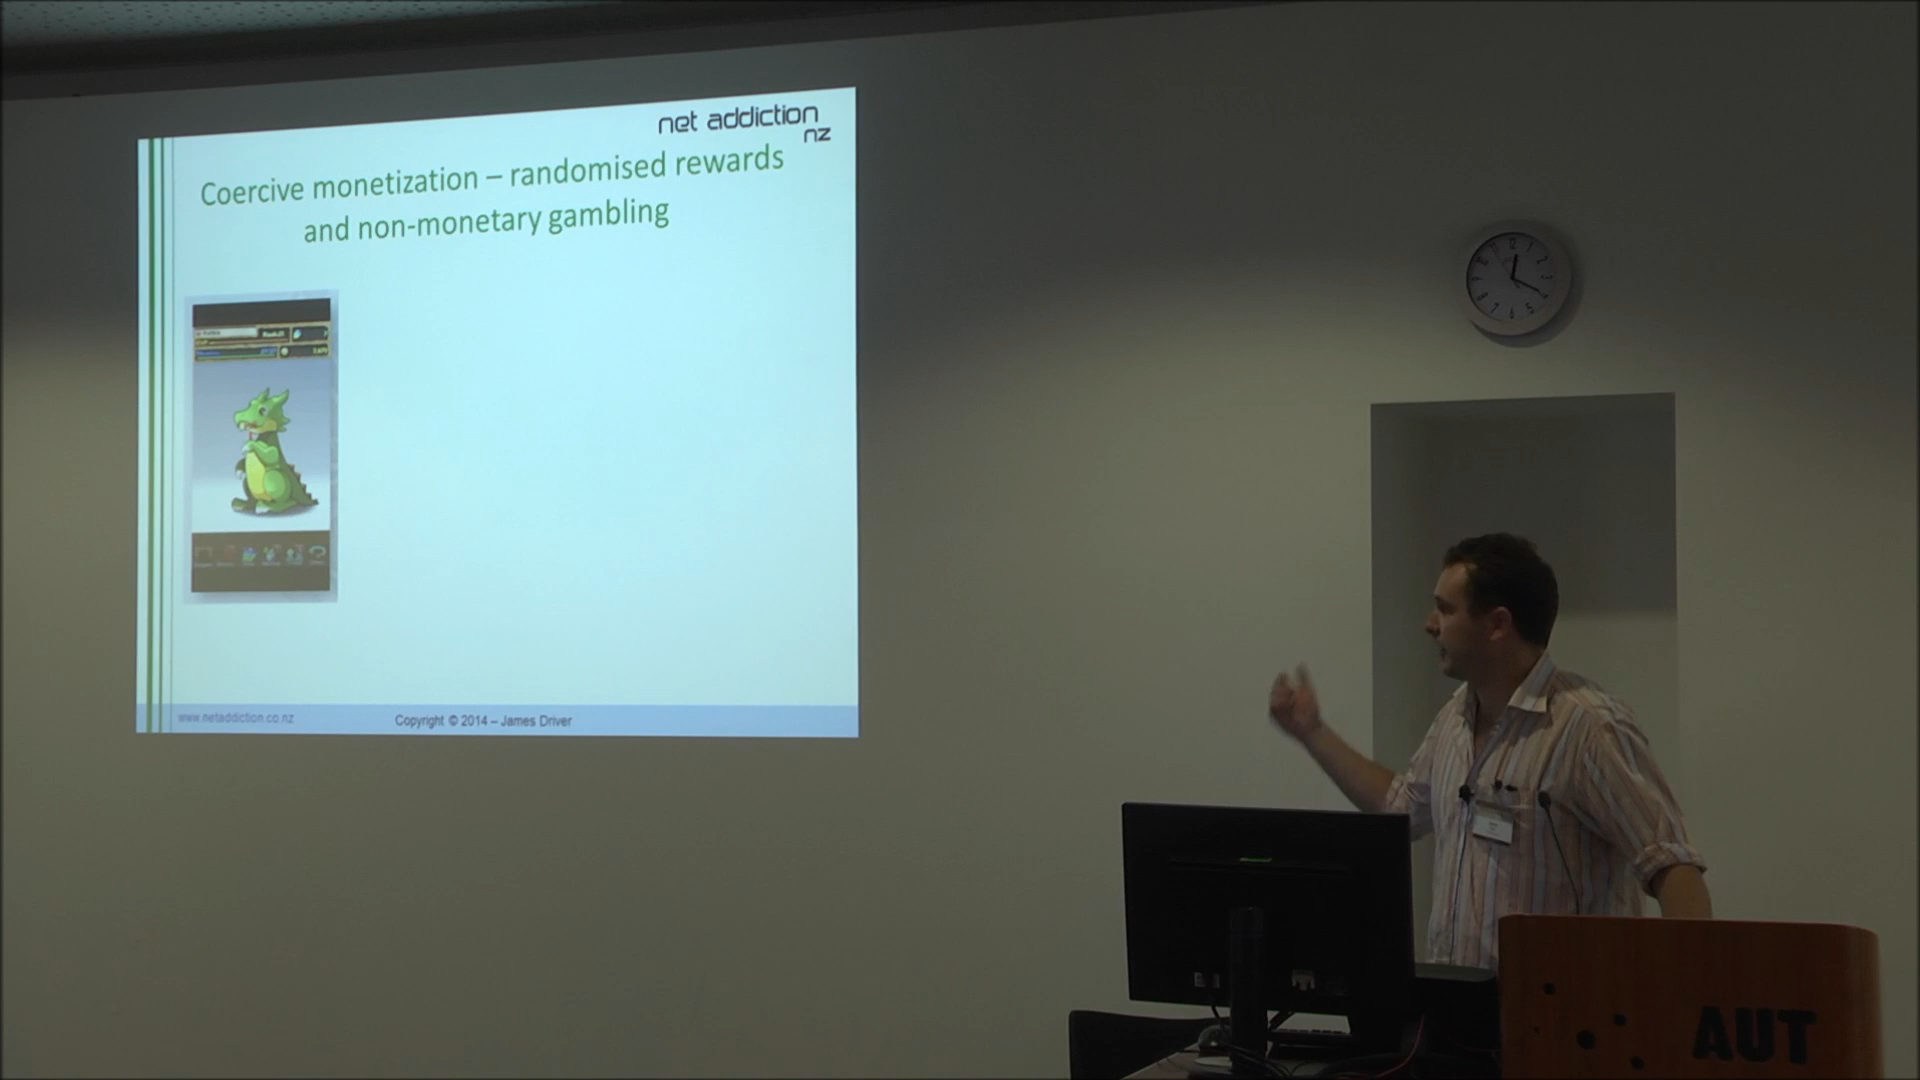 net addiction
nz
Coercive monetization – randomised rewards
and non-monetary gambling
www.netaddiction.co.nz
Copyright © 2014 – James Driver
AUT